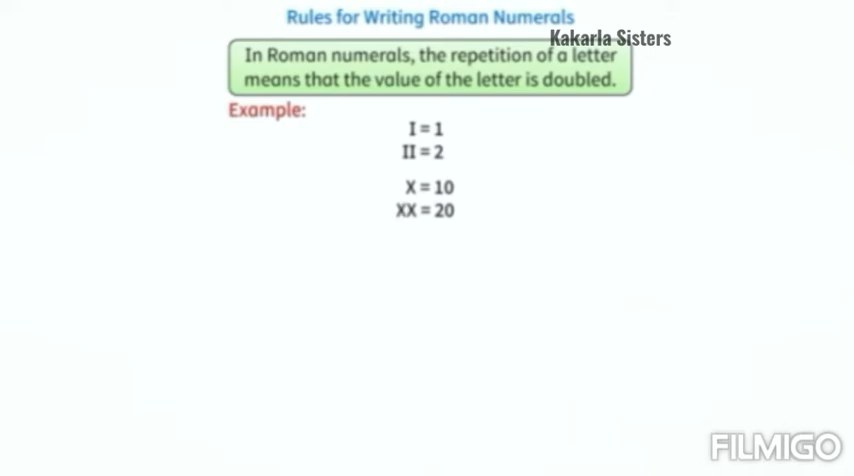 Rules for Writing Roman Numerals
Kakarla Sisters
In Roman numerals, the repetition of a letter
means that the value of the letter is doubled.
Example:
I = 1
II = 2
X = 10
XX = 20
FILMIGO